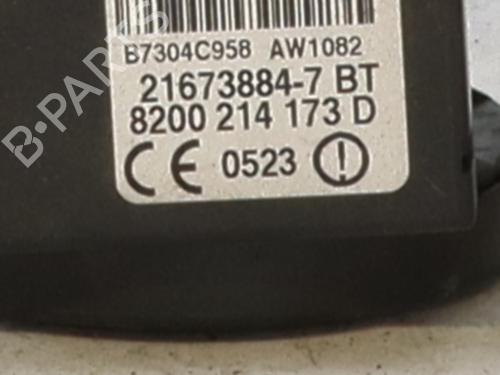 B7304C958 AW1082
21673884-7 BT
8200 214 173 D
CE 0523 !
B-PARTS